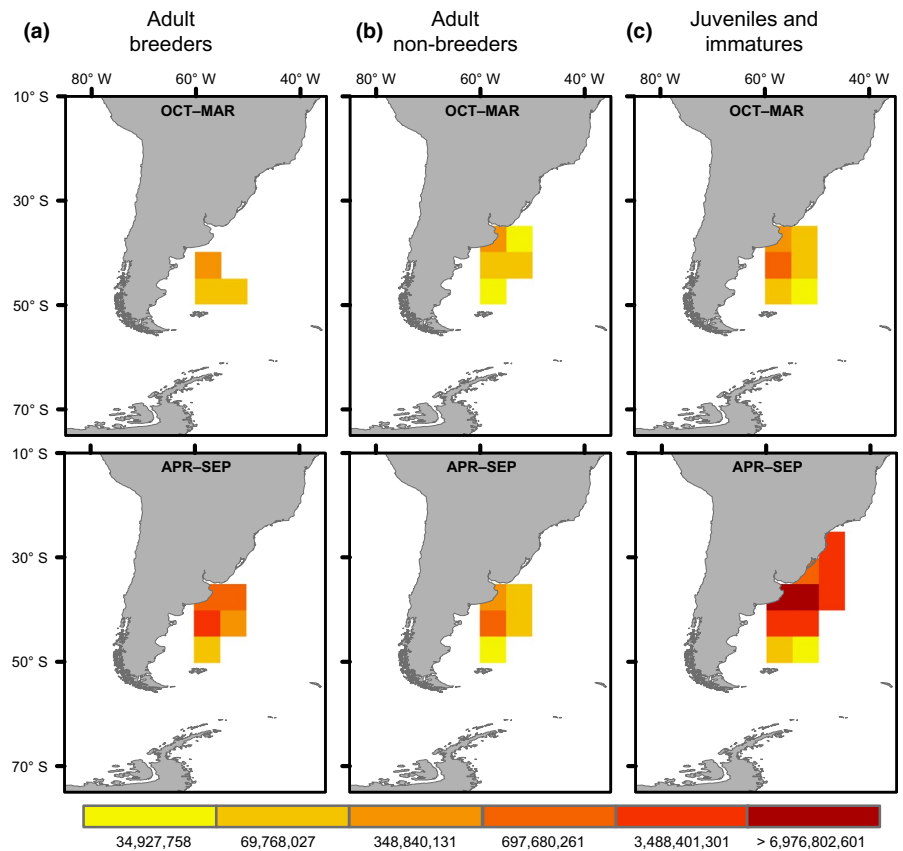 (a) Adult breeders
(b) Adult non-breeders
(c) Juveniles and immatures
80° W 60° W 40° W
80° W 60° W 40° W
80° W 60° W 40° W
10° S
OCT–MAR
OCT–MAR
OCT–MAR
30° S
50° S
70° S
10° S
APR–SEP
APR–SEP
APR–SEP
30° S
50° S
70° S
34,927,758 69,768,027 348,840,131 697,680,261 3,488,401,301 > 6,976,802,601